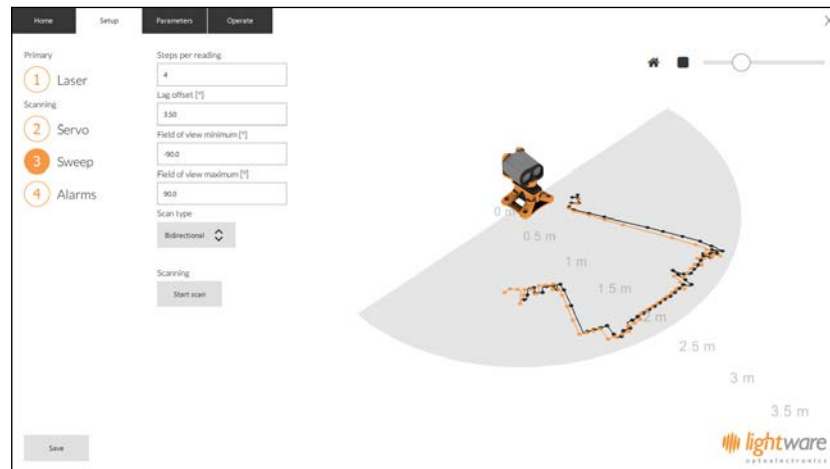 Home Setup Parameters Operate
Primary
1 Laser
Scanning
2 Servo
3 Sweep
4 Alarms
Save
Steps per reading
4
Lag offset [°]
3.50
Field of view minimum [°]
-90.0
Field of view maximum [°]
90.0
Scan type
Bidirectional
Scanning
Start scan
0 m
0.5 m
1 m
1.5 m
2 m
2.5 m
3 m
3.5 m
lightware
optoelectronics